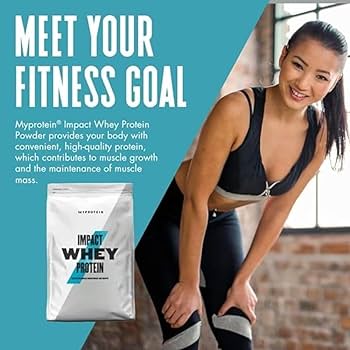 MEET YOUR
FITNESS GOAL
Myprotein® Impact Whey Protein
Powder provides your body with
convenient, high-quality protein,
which contributes to muscle growth
and the maintenance of muscle
mass.
MYPROTEIN
IMPACT
WHEY
PROTEIN